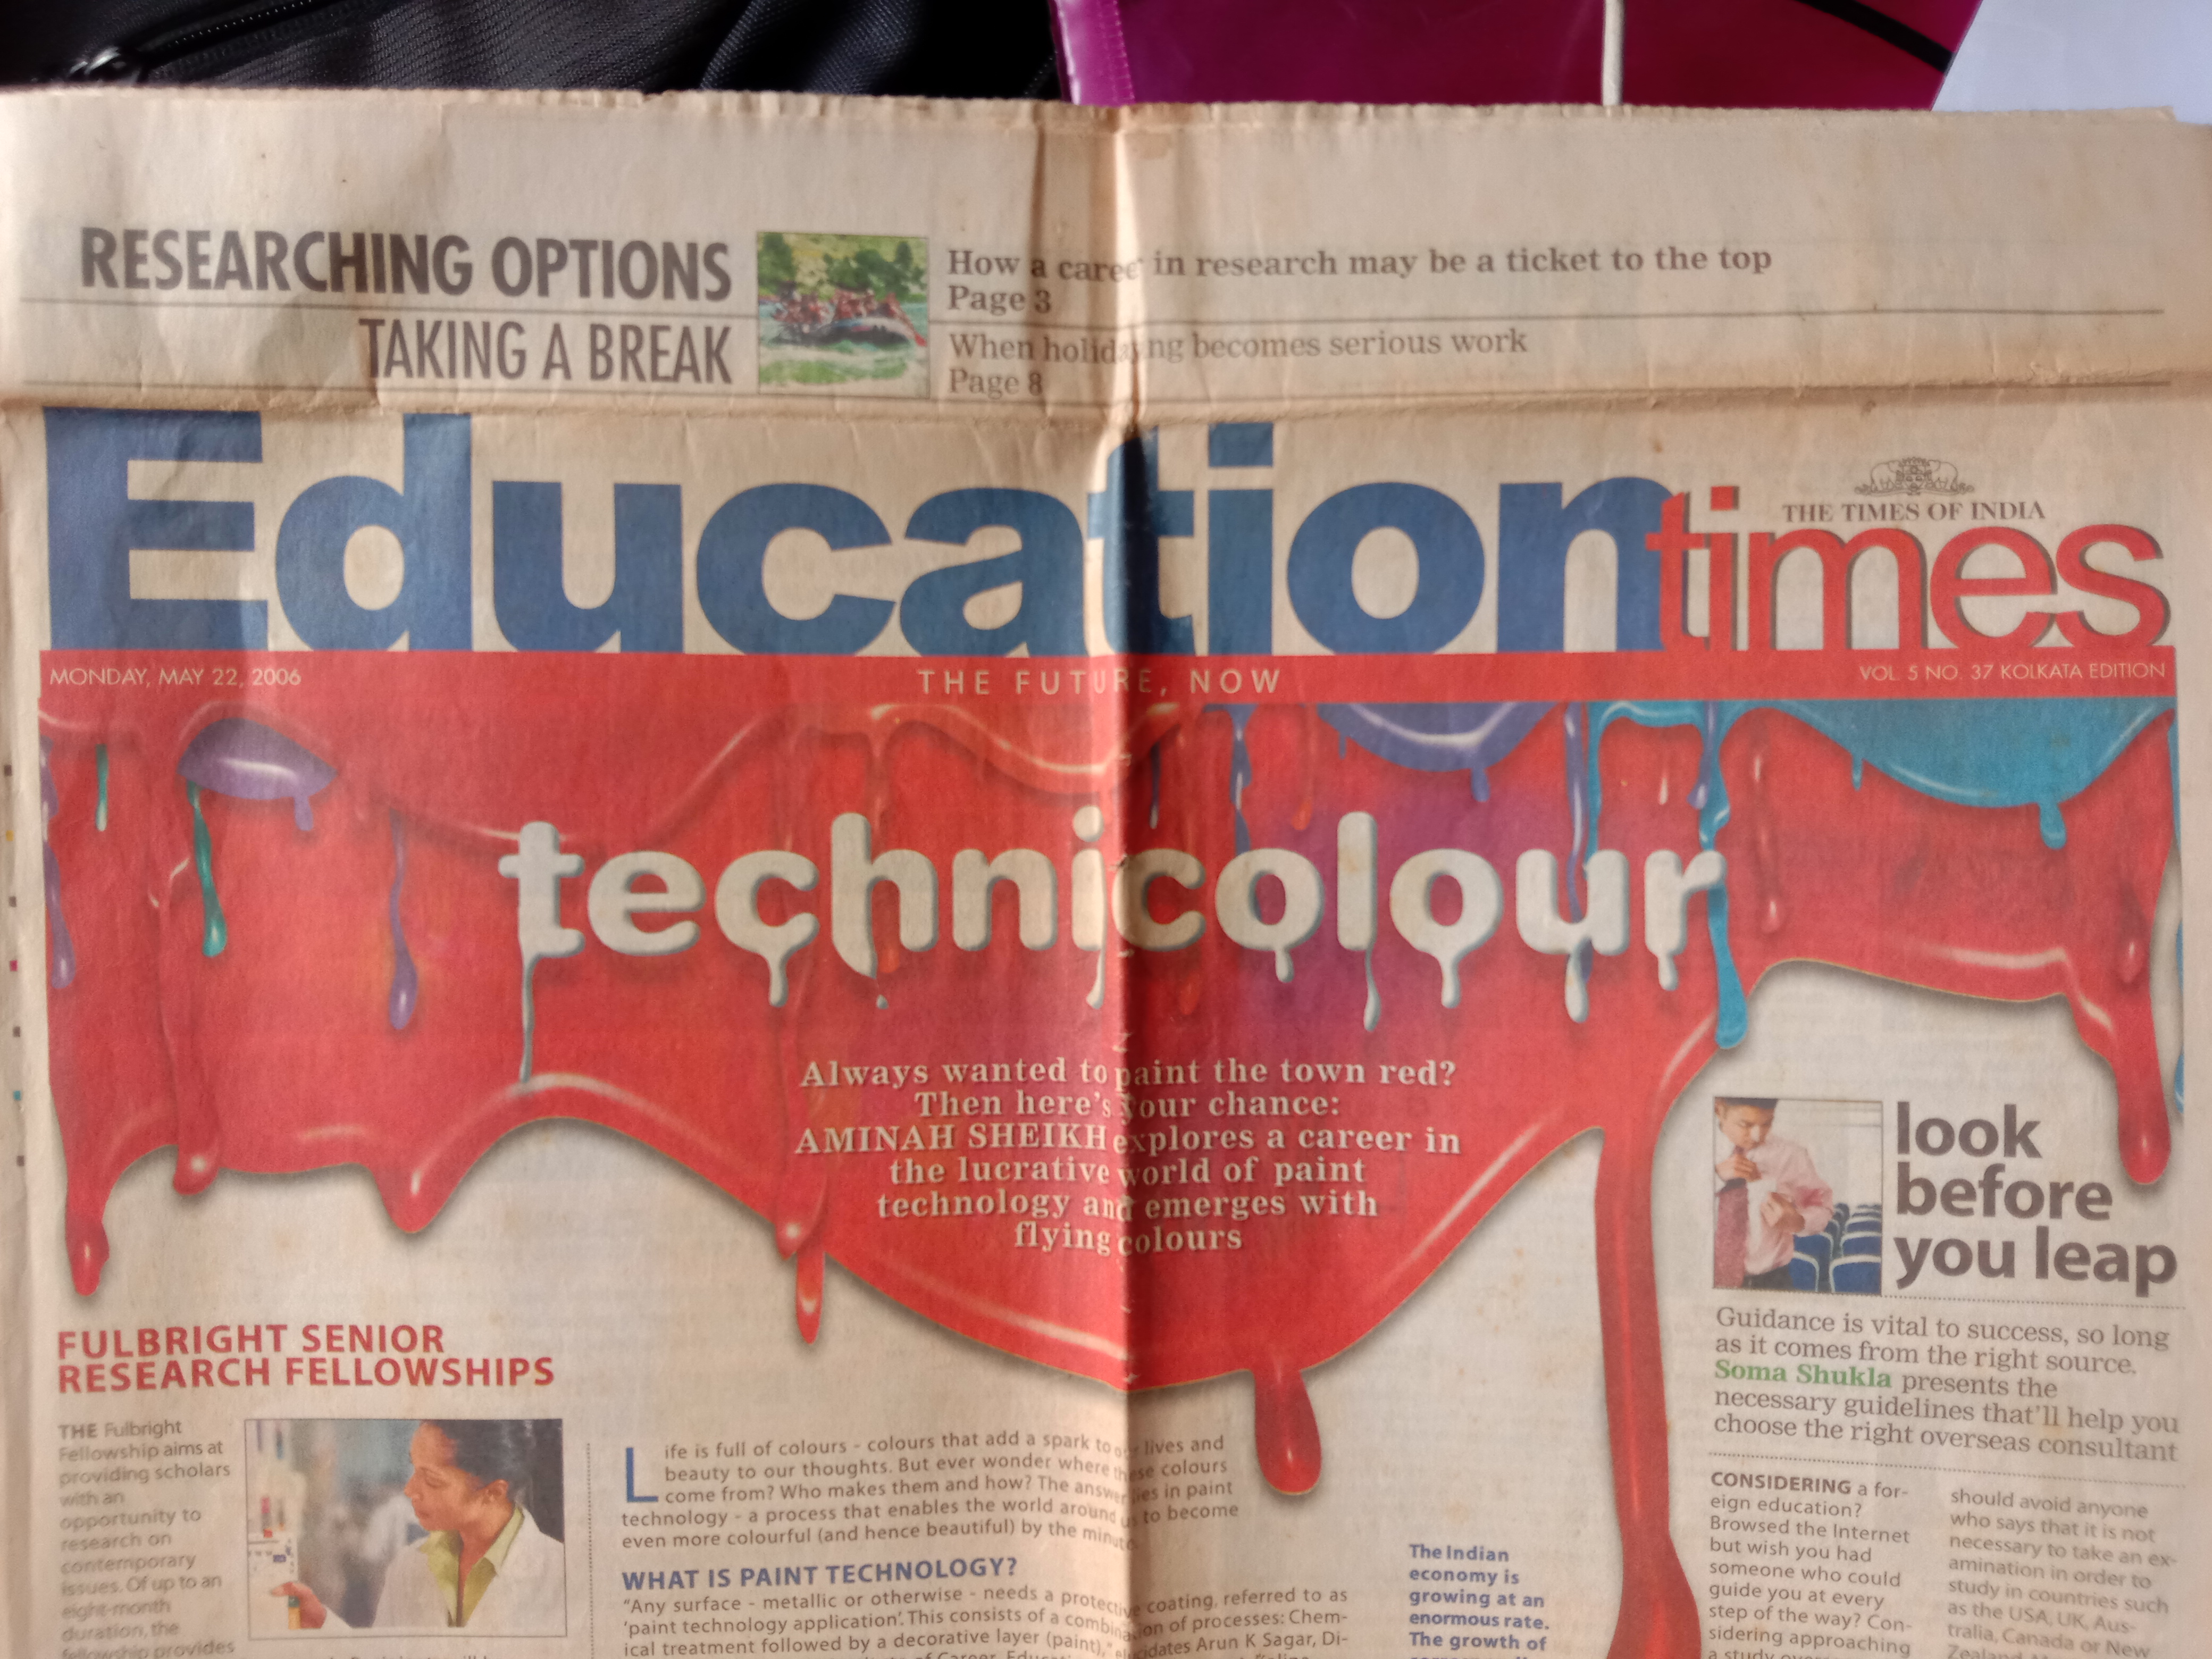 RESEARCHING OPTIONS
How a career in research may be a ticket to the top
Page 3
TAKING A BREAK
When holidaying becomes serious work
Page 8
Education times
THE TIMES OF INDIA
MONDAY, MAY 22, 2006
THE FUTURE, NOW
VOL. 5 NO. 37 KOLKATA EDITION
technicolour
Always wanted to paint the town red?
Then here's your chance:
AMINAH SHEIKH explores a career in
the lucrative world of paint
technology and emerges with
flying colours
FULBRIGHT SENIOR
RESEARCH FELLOWSHIPS
THE Fulbright
Fellowship aims at
providing scholars
with an
opportunity to
research on
contemporary
issues. Of up to an
eight-month
duration, the
fellowship provides
Life is full of colours - colours that add a spark to our lives and
beauty to our thoughts. But ever wonder where these colours
come from? Who makes them and how? The answer lies in paint
technology - a process that enables the world around us to become
even more colourful (and hence beautiful) by the minute.
WHAT IS PAINT TECHNOLOGY?
"Any surface - metallic or otherwise - needs a protective coating, referred to as
'paint technology application'. This consists of a combination of processes: Chem-
ical treatment followed by a decorative layer (paint)," elucidates Arun K Sagar, Di-
The Indian
economy is
growing at an
enormous rate.
The growth of
look
before
you leap
Guidance is vital to success, so long
as it comes from the right source.
Soma Shukla presents the
necessary guidelines that'll help you
choose the right overseas consultant
CONSIDERING a for-
eign education?
Browsed the Internet
but wish you had
someone who could
guide you at every
step of the way? Con-
sidering approaching
should avoid anyone
who says that it is not
necessary to take an ex-
amination in order to
study in countries such
as the USA, UK, Aus-
tralia, Canada or New